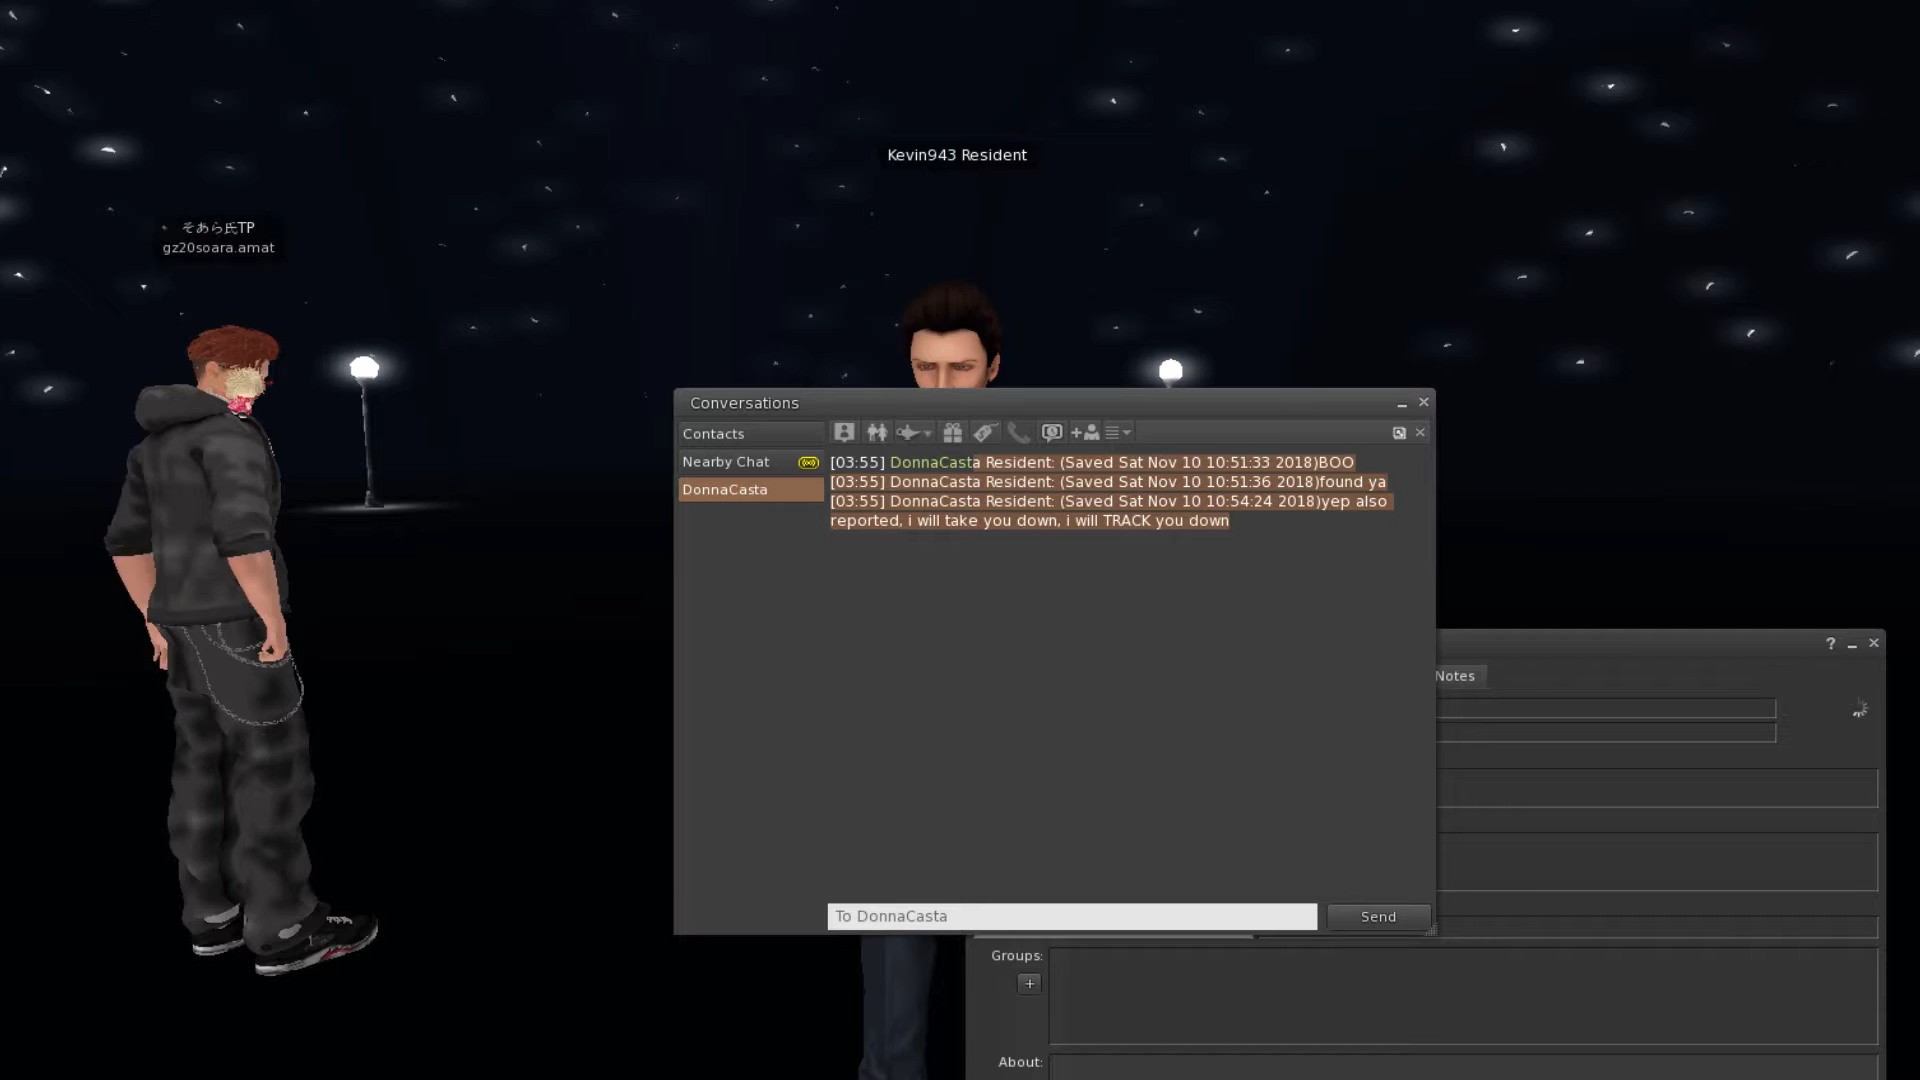 Kevin943 Resident
そあら氏TP
gz20soara.amat
Conversations
Contacts
Nearby Chat
DonnaCasta
[03:55] DonnaCasta Resident: (Saved Sat Nov 10 10:51:33 2018)BOO
[03:55] DonnaCasta Resident: (Saved Sat Nov 10 10:51:36 2018)found ya
[03:55] DonnaCasta Resident: (Saved Sat Nov 10 10:54:24 2018)yep also
reported, i will take you down, i will TRACK you down
To DonnaCasta
Send
Notes
Groups:
About: